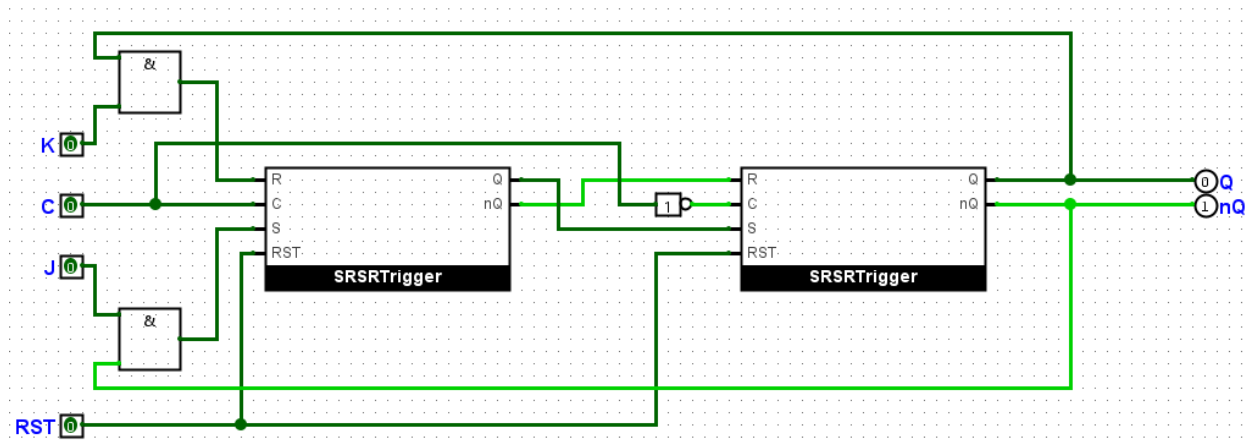 &
K 0
C 0
J 0
&
RST 0
R Q
C nQ
S
RST
SRSRTrigger
1
R Q
C nQ
S
RST
SRSRTrigger
0 Q
1 nQ